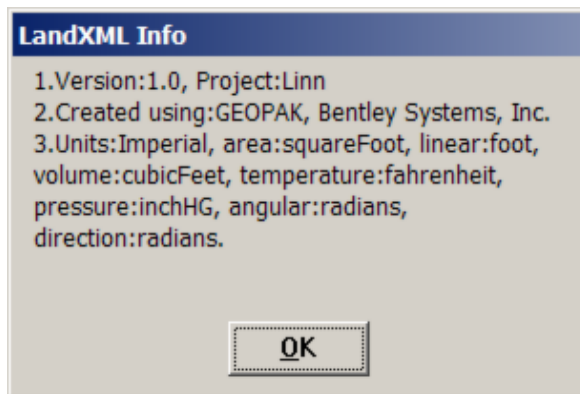 LandXML Info
1.Version:1.0, Project:Linn
2.Created using:GEOPAK, Bentley Systems, Inc.
3.Units:Imperial, area:squareFoot, linear:foot,
volume:cubicFeet, temperature:fahrenheit,
pressure:inchHG, angular:radians,
direction:radians.
OK